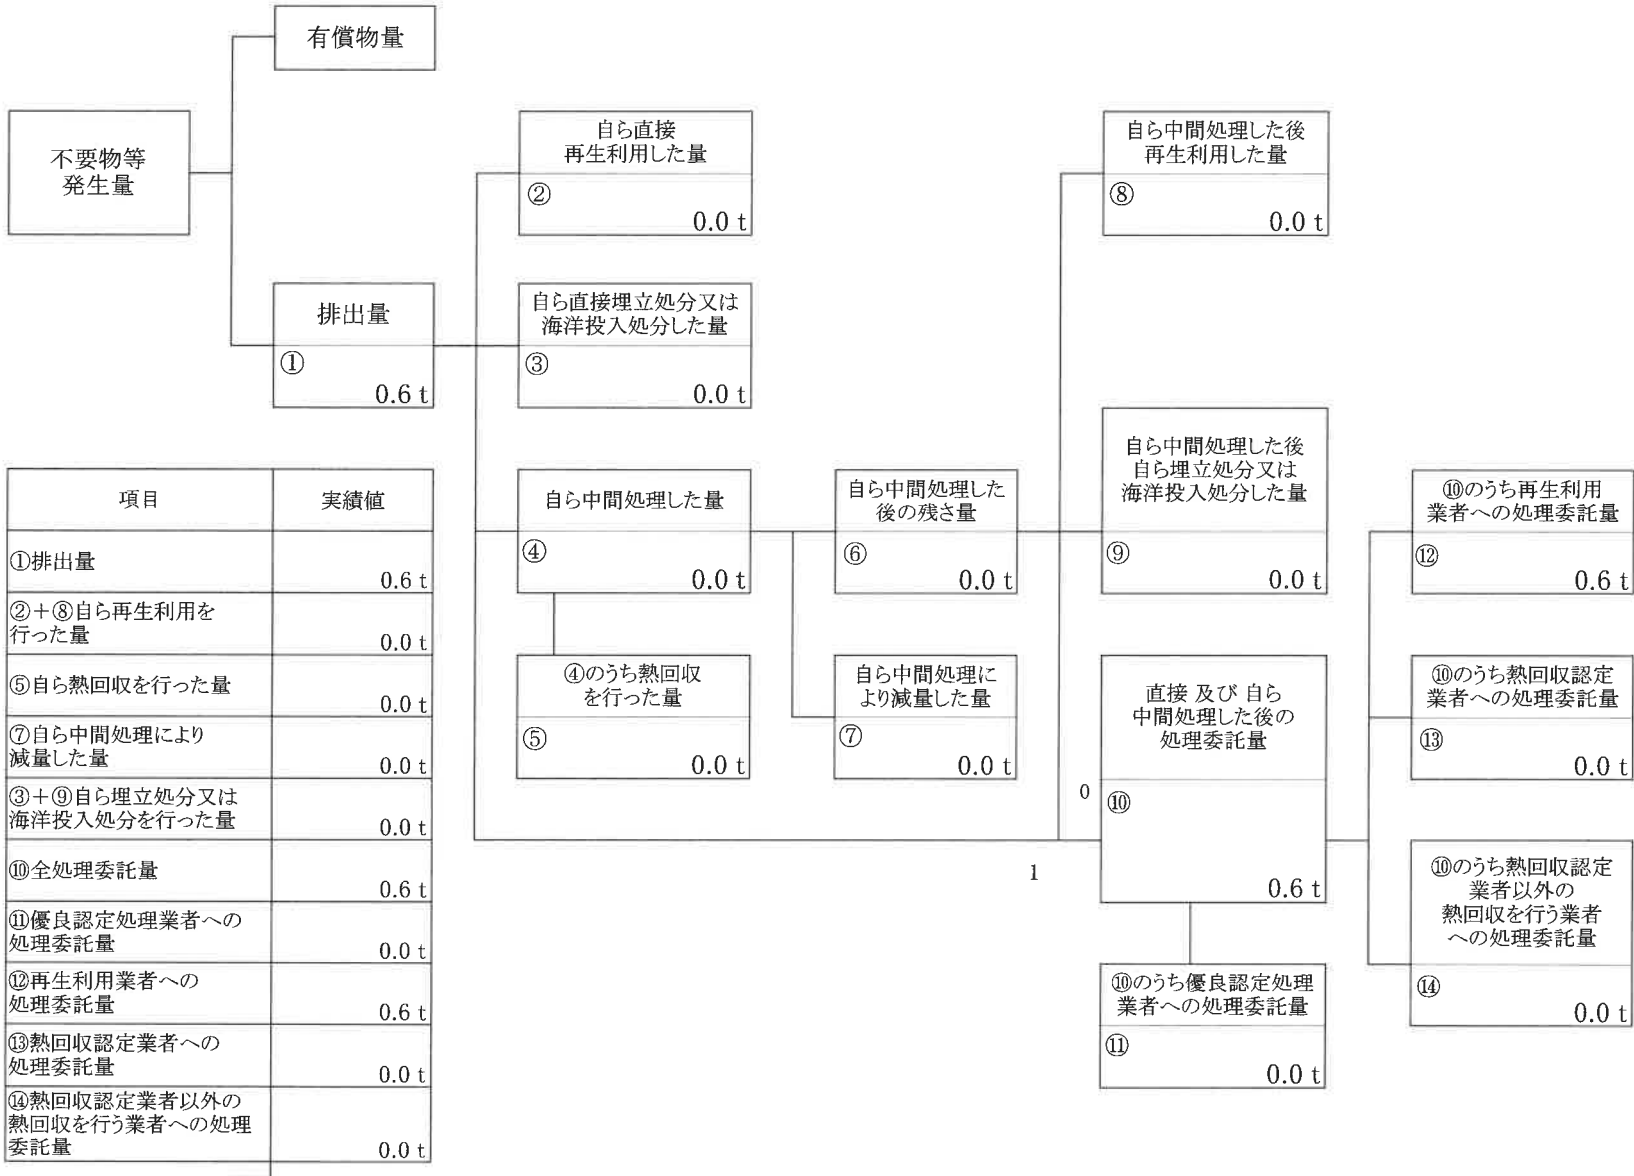 有償物量
不要物等
発生量
排出量
①
0.6 t
自ら直接
再生利用した量
②
0.0 t
自ら直接埋立処分又は
海洋投入処分した量
③
0.0 t
自ら中間処理した量
④
0.0 t
④のうち熱回収
を行った量
⑤
0.0 t
自ら中間処理した
後の残さ量
⑥
0.0 t
自ら中間処理に
より減量した量
⑦
0.0 t
自ら中間処理した後
再生利用した量
⑧
0.0 t
自ら中間処理した後
自ら埋立処分又は
海洋投入処分した量
⑨
0.0 t
直接 及び 自ら
中間処理した後の
処理委託量
0
⑩
1
0.6 t
⑩のうち優良認定処理
業者への処理委託量
⑪
0.0 t
⑩のうち再生利用
業者への処理委託量
⑫
0.6 t
⑩のうち熱回収認定
業者への処理委託量
⑬
0.0 t
⑩のうち熱回収認定
業者以外の
熱回収を行う業者
への処理委託量
⑭
0.0 t
項目 実績値
①排出量
0.6 t
②＋⑧自ら再生利用を
行った量
0.0 t
⑤自ら熱回収を行った量
0.0 t
⑦自ら中間処理により
減量した量
0.0 t
③＋⑨自ら埋立処分又は
海洋投入処分を行った量
0.0 t
⑩全処理委託量
0.6 t
⑪優良認定処理業者への
処理委託量
0.0 t
⑫再生利用業者への
処理委託量
0.6 t
⑬熱回収認定業者への
処理委託量
0.0 t
⑭熱回収認定業者以外の
熱回収を行う業者への処理
委託量
0.0 t